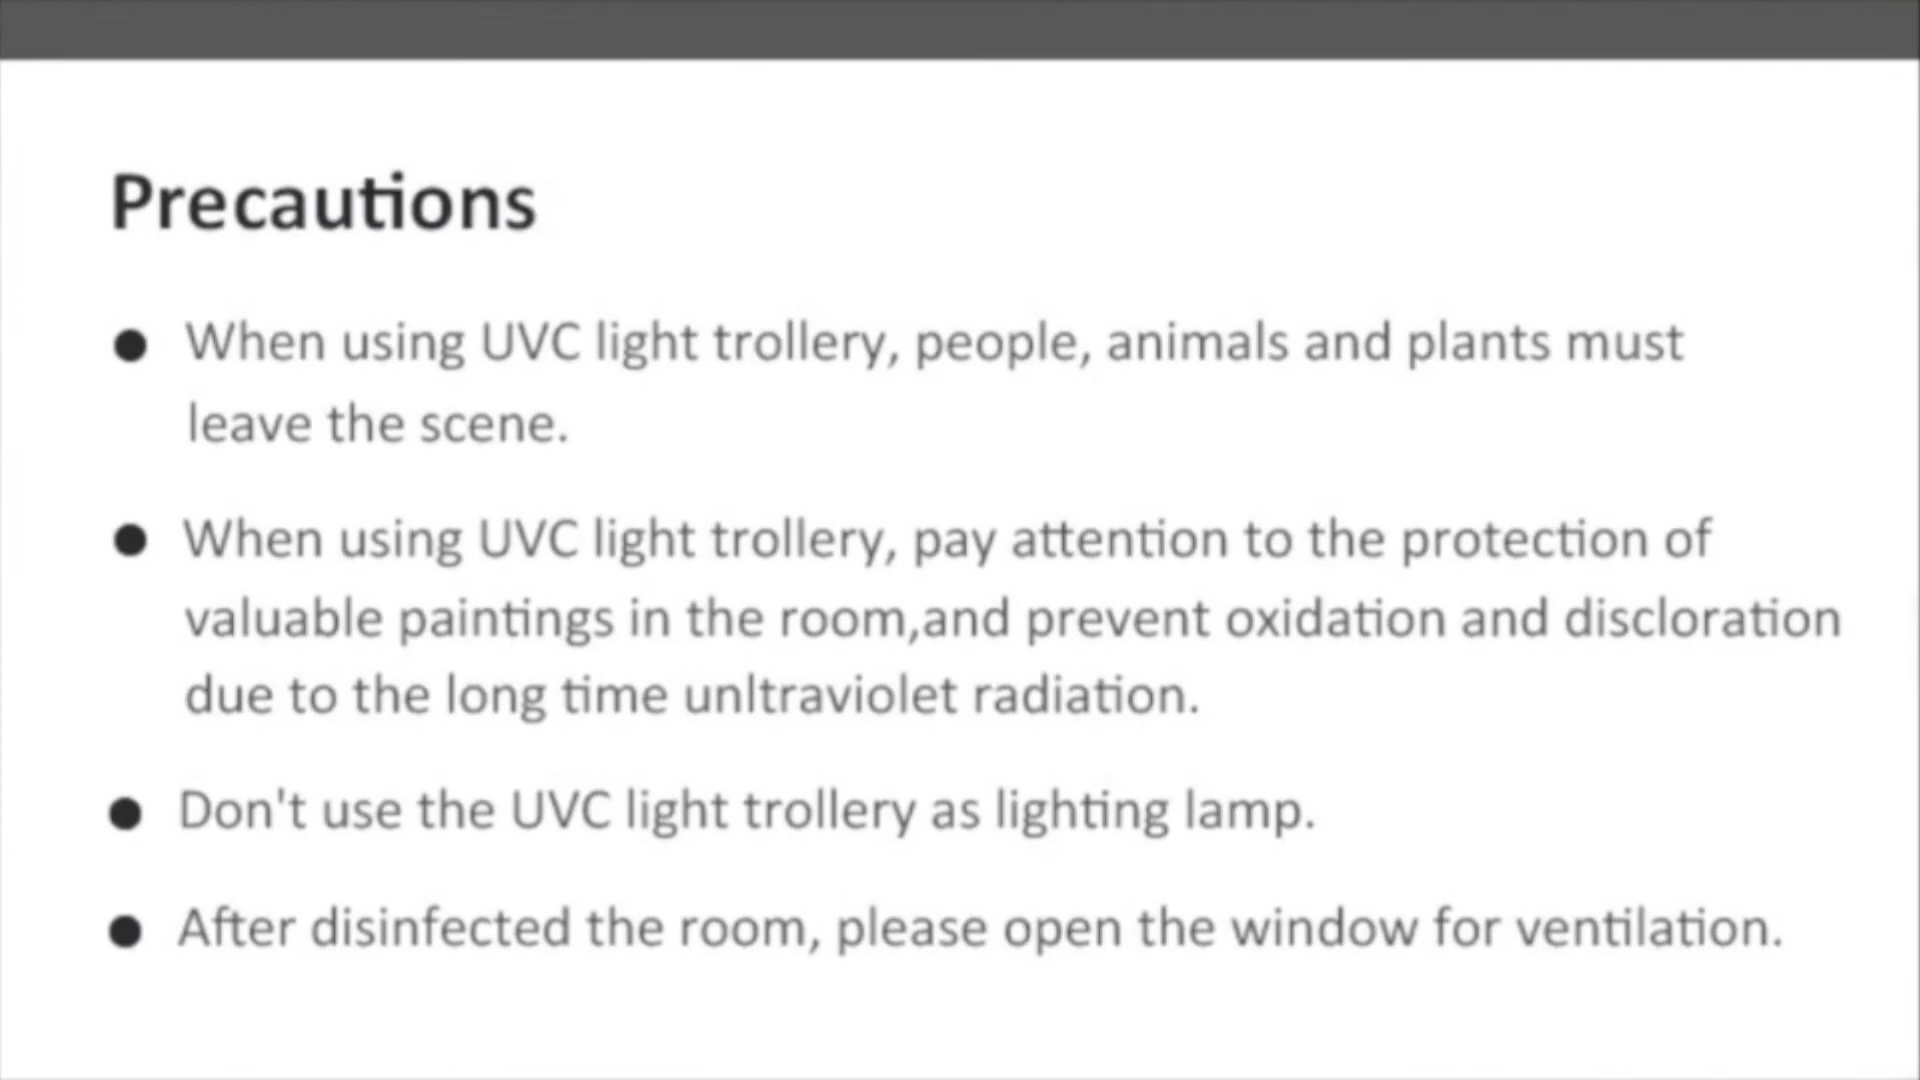 Precautions
● When using UVC light trollery, people, animals and plants must
leave the scene.
● When using UVC light trollery, pay attention to the protection of
valuable paintings in the room,and prevent oxidation and discloration
due to the long time unltraviolet radiation.
● Don't use the UVC light trollery as lighting lamp.
● After disinfected the room, please open the window for ventilation.